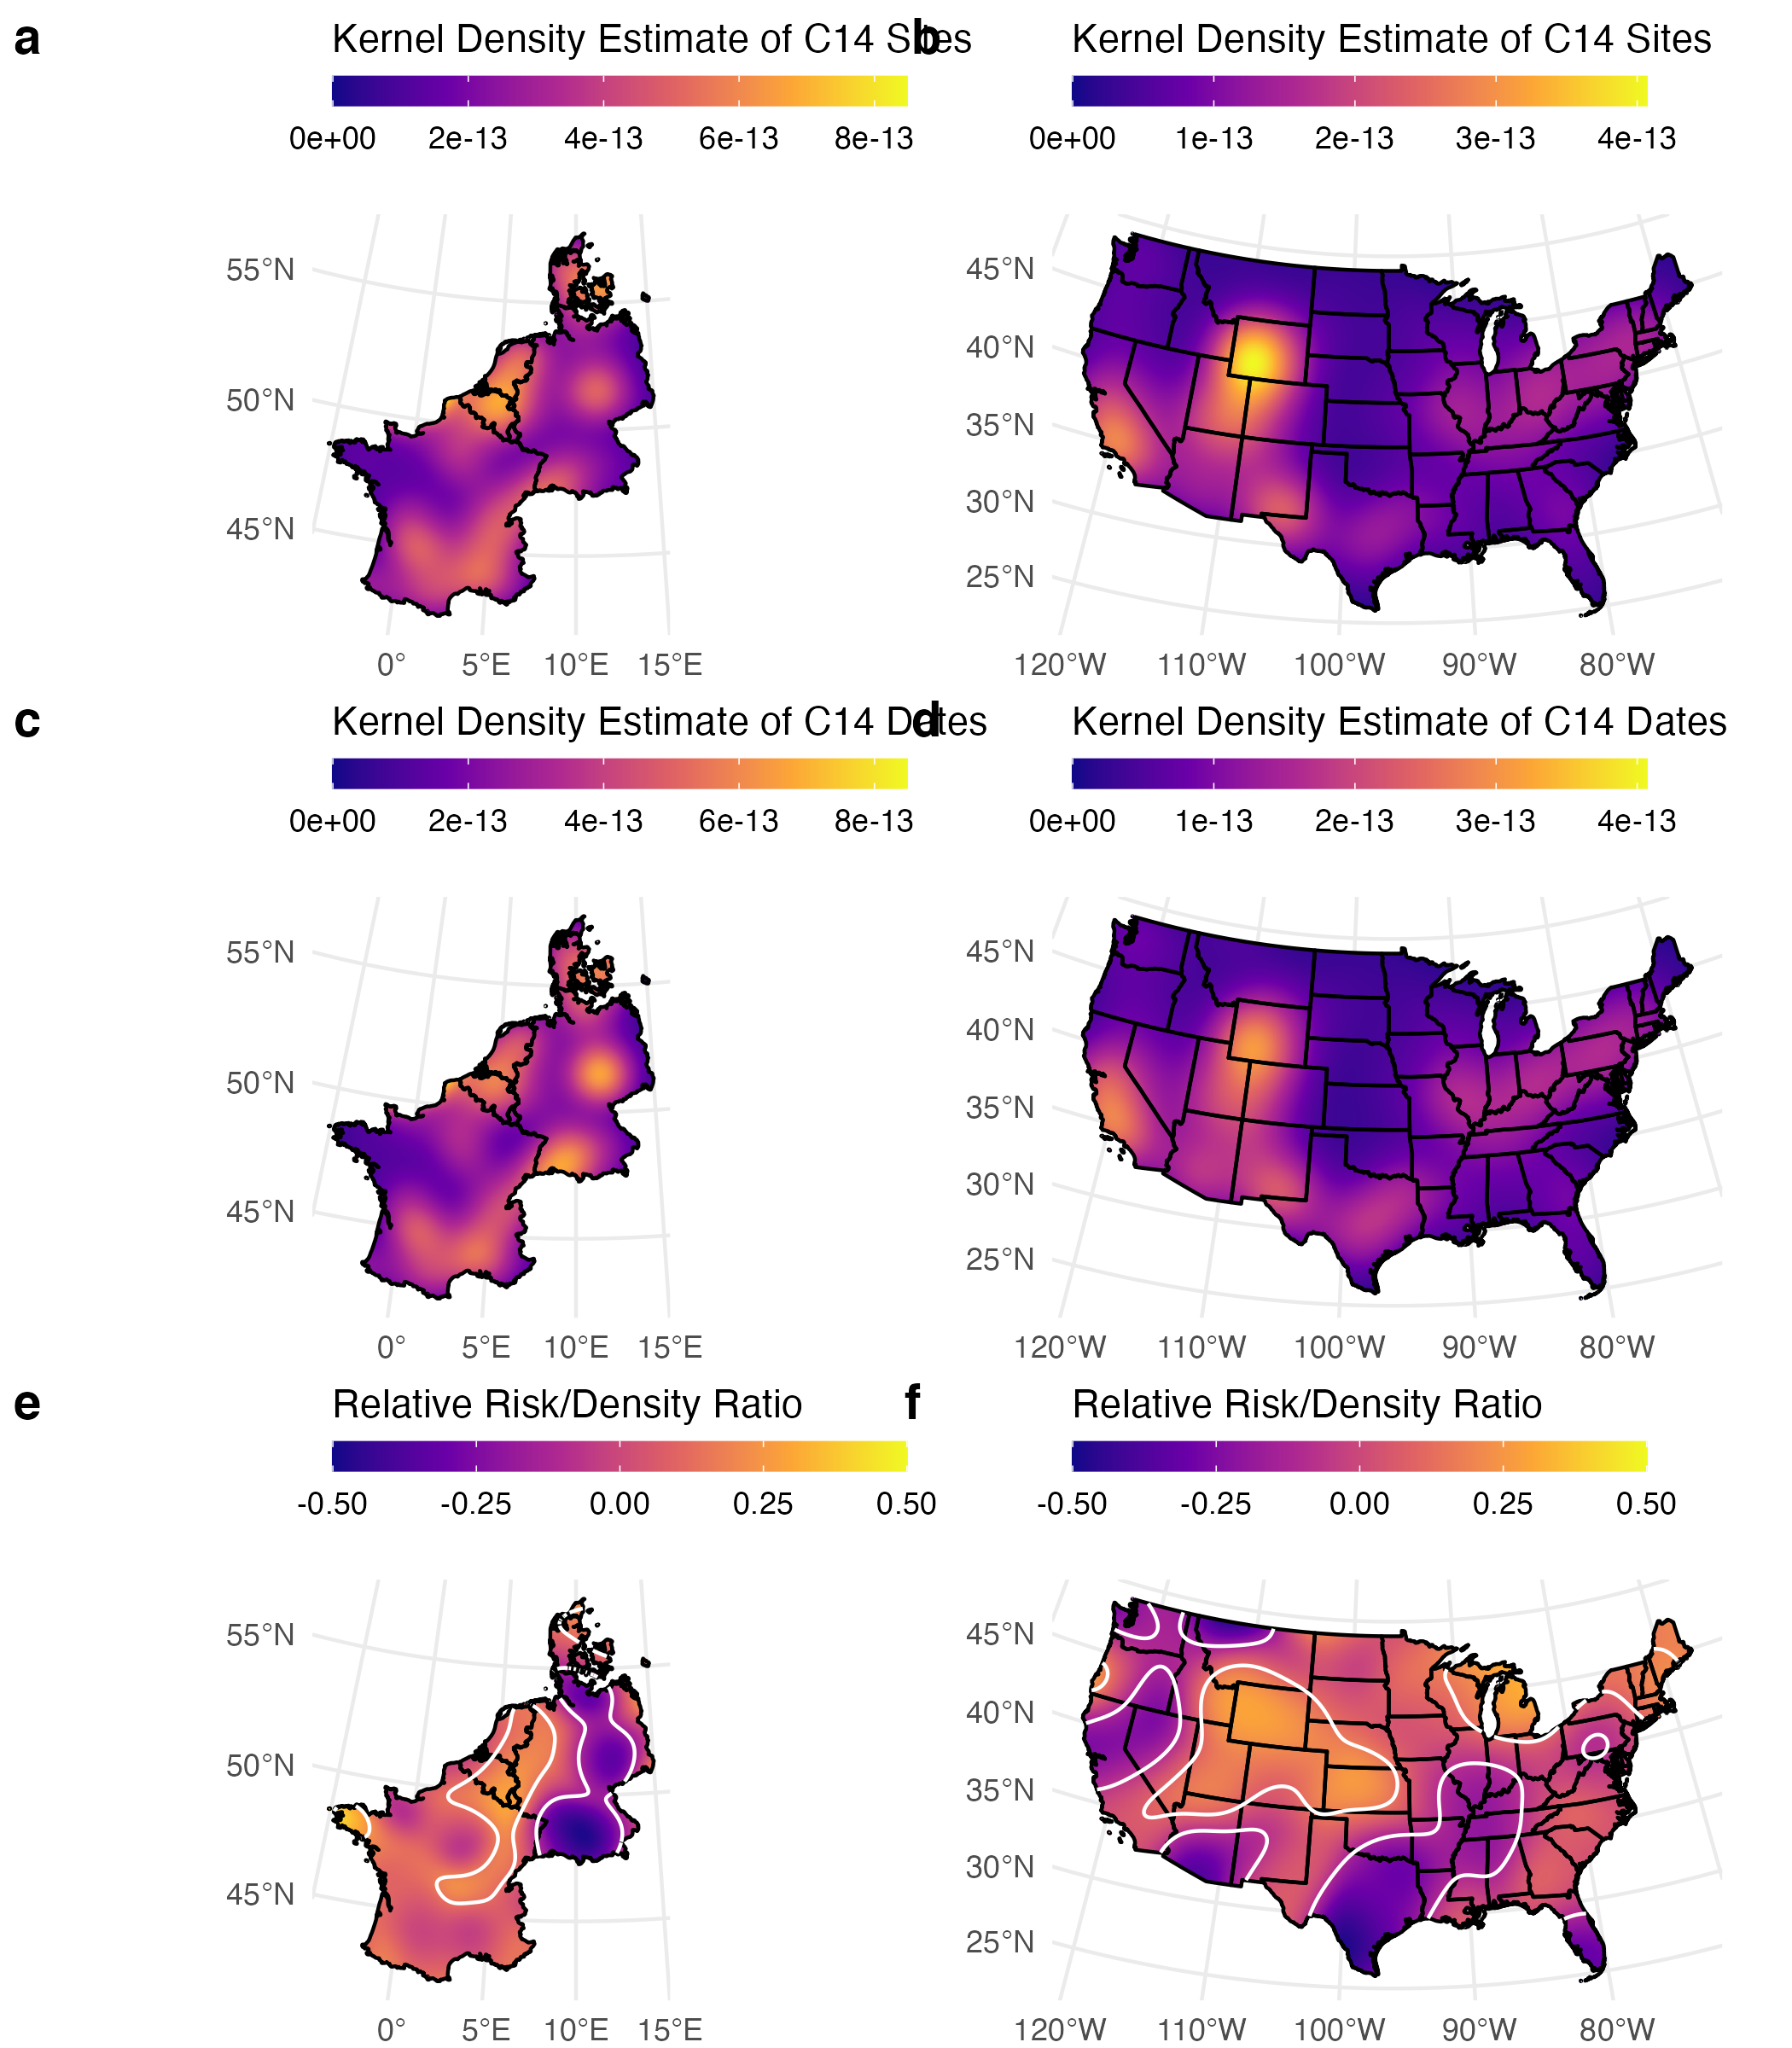 a
Kernel Density Estimate of C14 Sites
0e+00 2e-13 4e-13 6e-13 8e-13
55°N
50°N
45°N
0° 5°E 10°E 15°E
b
Kernel Density Estimate of C14 Sites
0e+00 1e-13 2e-13 3e-13 4e-13
45°N
40°N
35°N
30°N
25°N
120°W 110°W 100°W 90°W 80°W
c
Kernel Density Estimate of C14 Dates
0e+00 2e-13 4e-13 6e-13 8e-13
55°N
50°N
45°N
0° 5°E 10°E 15°E
d
Kernel Density Estimate of C14 Dates
0e+00 1e-13 2e-13 3e-13 4e-13
45°N
40°N
35°N
30°N
25°N
120°W 110°W 100°W 90°W 80°W
e
Relative Risk/Density Ratio
-0.50 -0.25 0.00 0.25 0.50
55°N
50°N
45°N
0° 5°E 10°E 15°E
f
Relative Risk/Density Ratio
-0.50 -0.25 0.00 0.25 0.50
45°N
40°N
35°N
30°N
25°N
120°W 110°W 100°W 90°W 80°W